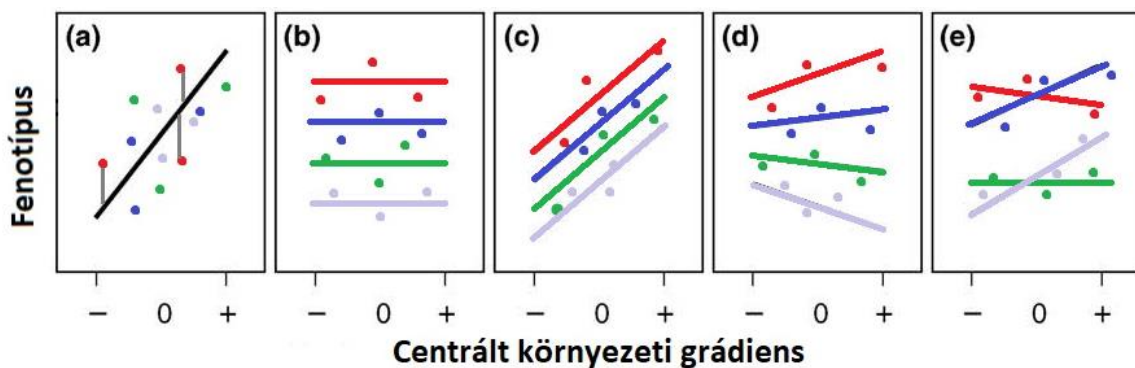 (a) (b) (c) (d) (e)
Fenotípus
− 0 + − 0 + − 0 + − 0 + − 0 +
Centrált környezeti grádiens